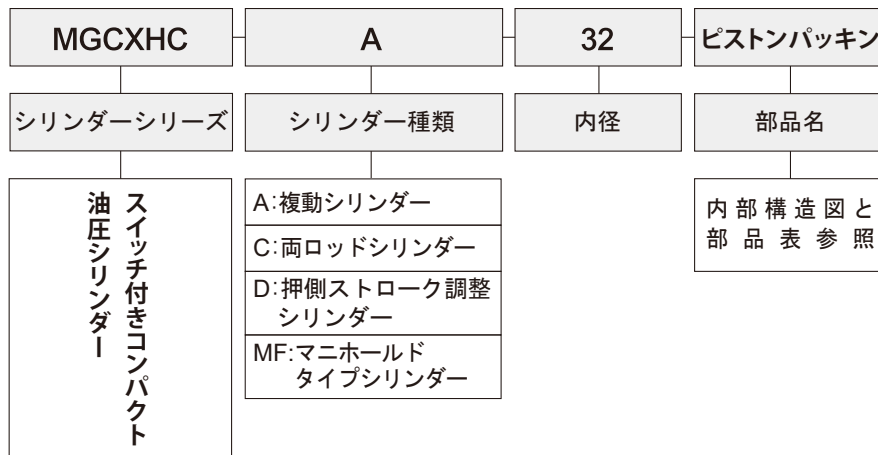 MGCXHC
A
32
ピストンパッキン
シリンダーシリーズ
シリンダー種類
内径
部品名
スイッチ付きコンパクト
油圧シリンダー
A:複動シリンダー
C:両ロッドシリンダー
D:押側ストローク調整
シリンダー
MF:マニホールド
タイプシリンダー
内部構造図と
部品表参照